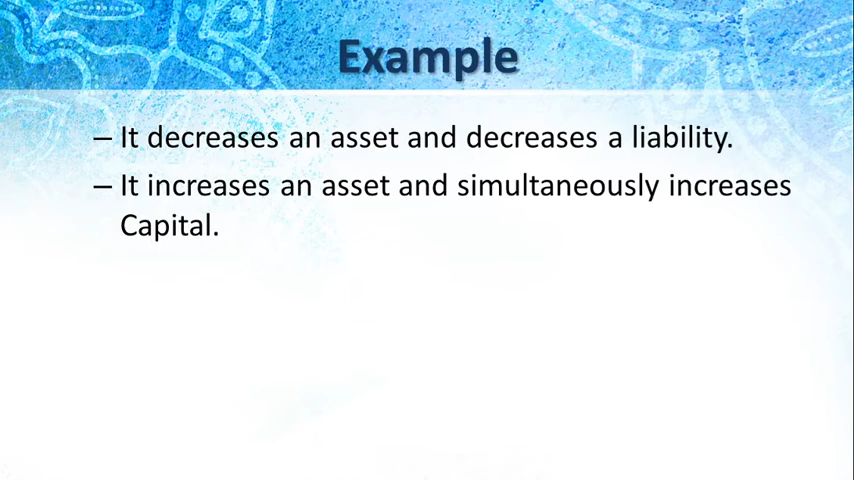 Example
– It decreases an asset and decreases a liability.
– It increases an asset and simultaneously increases
Capital.